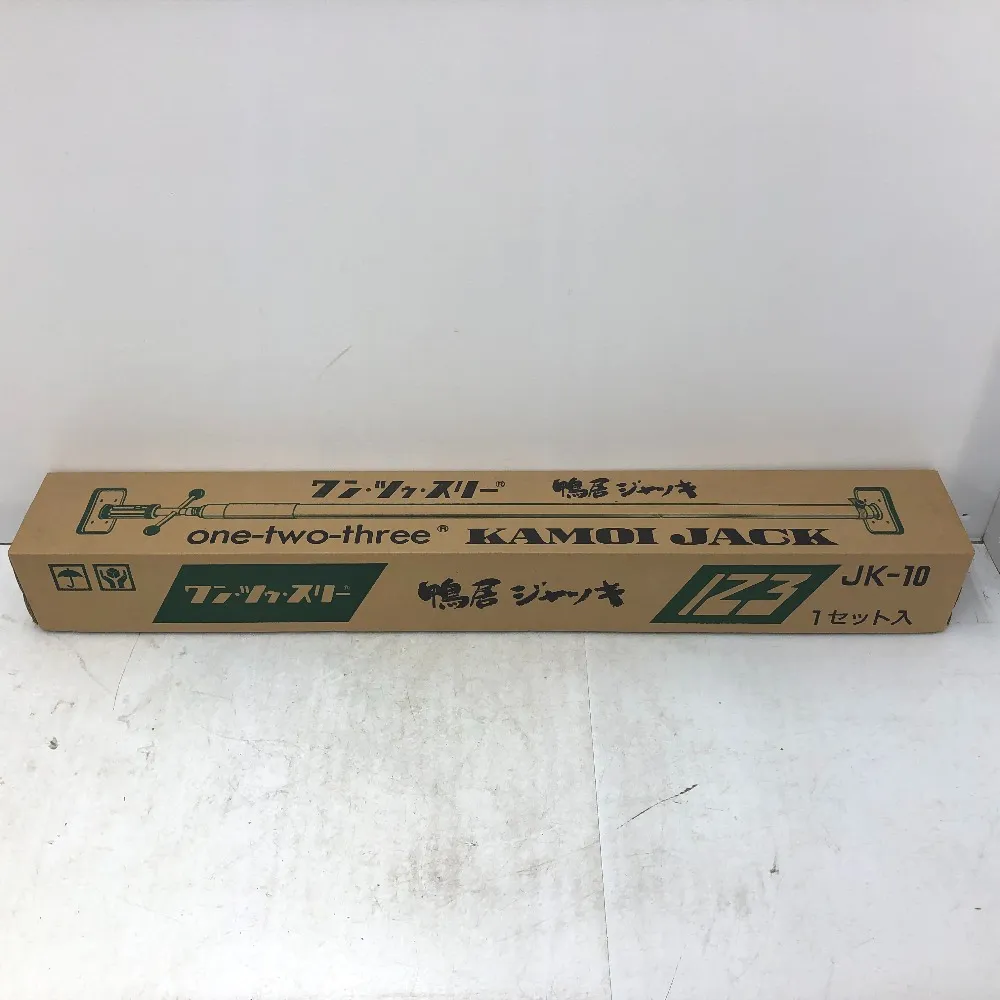 ワン・ツゥ・スリー® 鴨居ジャッキ
one-two-three® KAMOI JACK
ワン・ツゥ・スリー® 鴨居ジャッキ 123 JK-10
1セット入